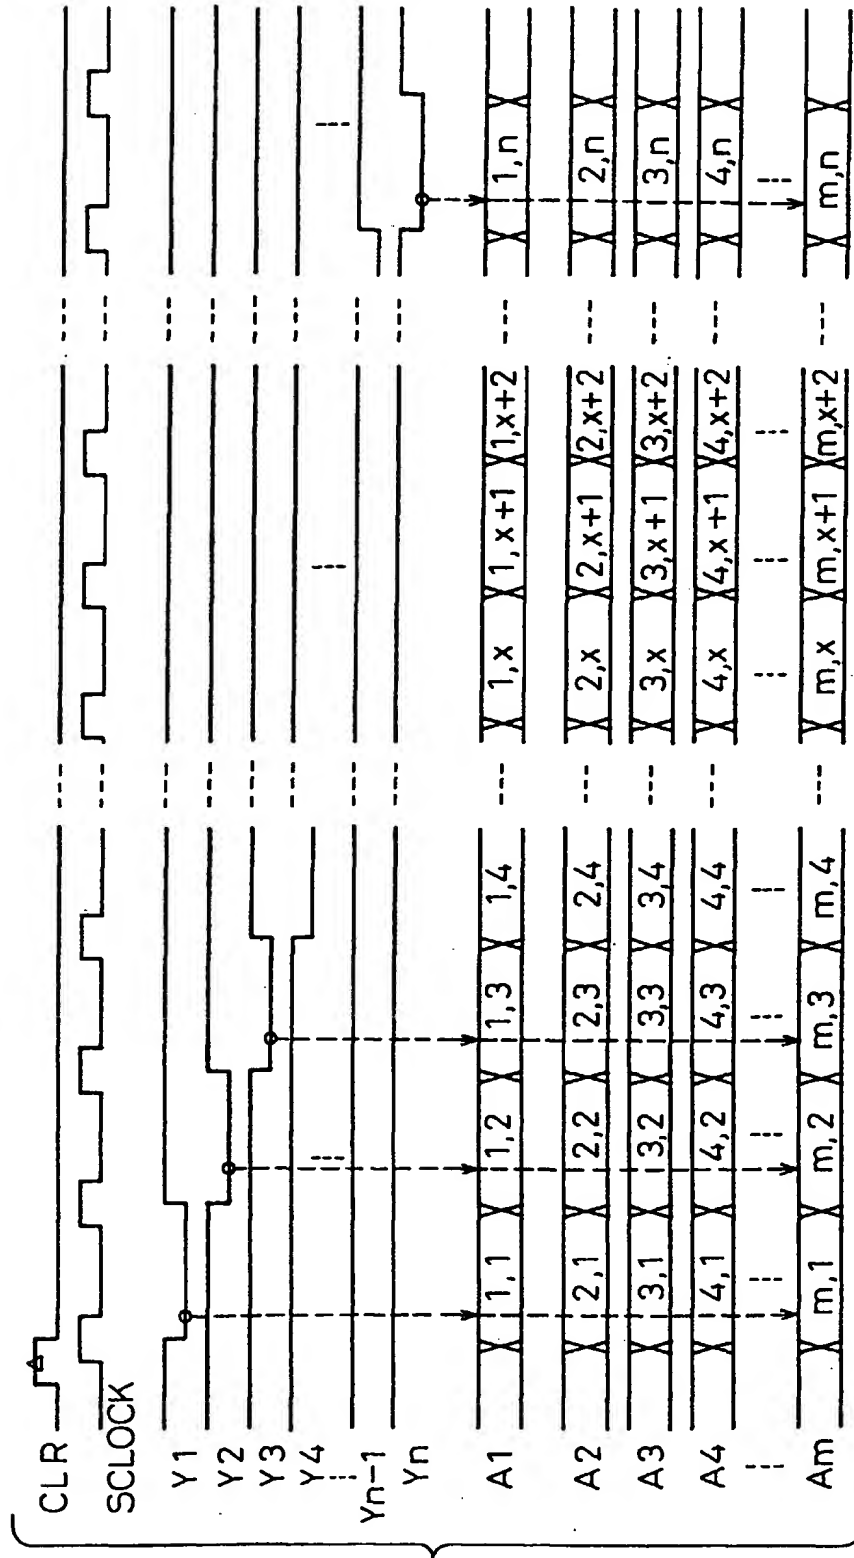 CLR
SCLOCK
Y1
Y2
Y3
Y4
Yn-1
Yn
A1 1,1 1,2 1,3 1,4 ---- 1,x 1,x+1 1,x+2 ---- 1,n
A2 2,1 2,2 2,3 2,4 ---- 2,x 2,x+1 2,x+2 ---- 2,n
A3 3,1 3,2 3,3 3,4 ---- 3,x 3,x+1 3,x+2 ---- 3,n
A4 4,1 4,2 4,3 4,4 ---- 4,x 4,x+1 4,x+2 ---- 4,n
Am m,1 m,2 m,3 m,4 ---- m,x m,x+1 m,x+2 ---- m,n